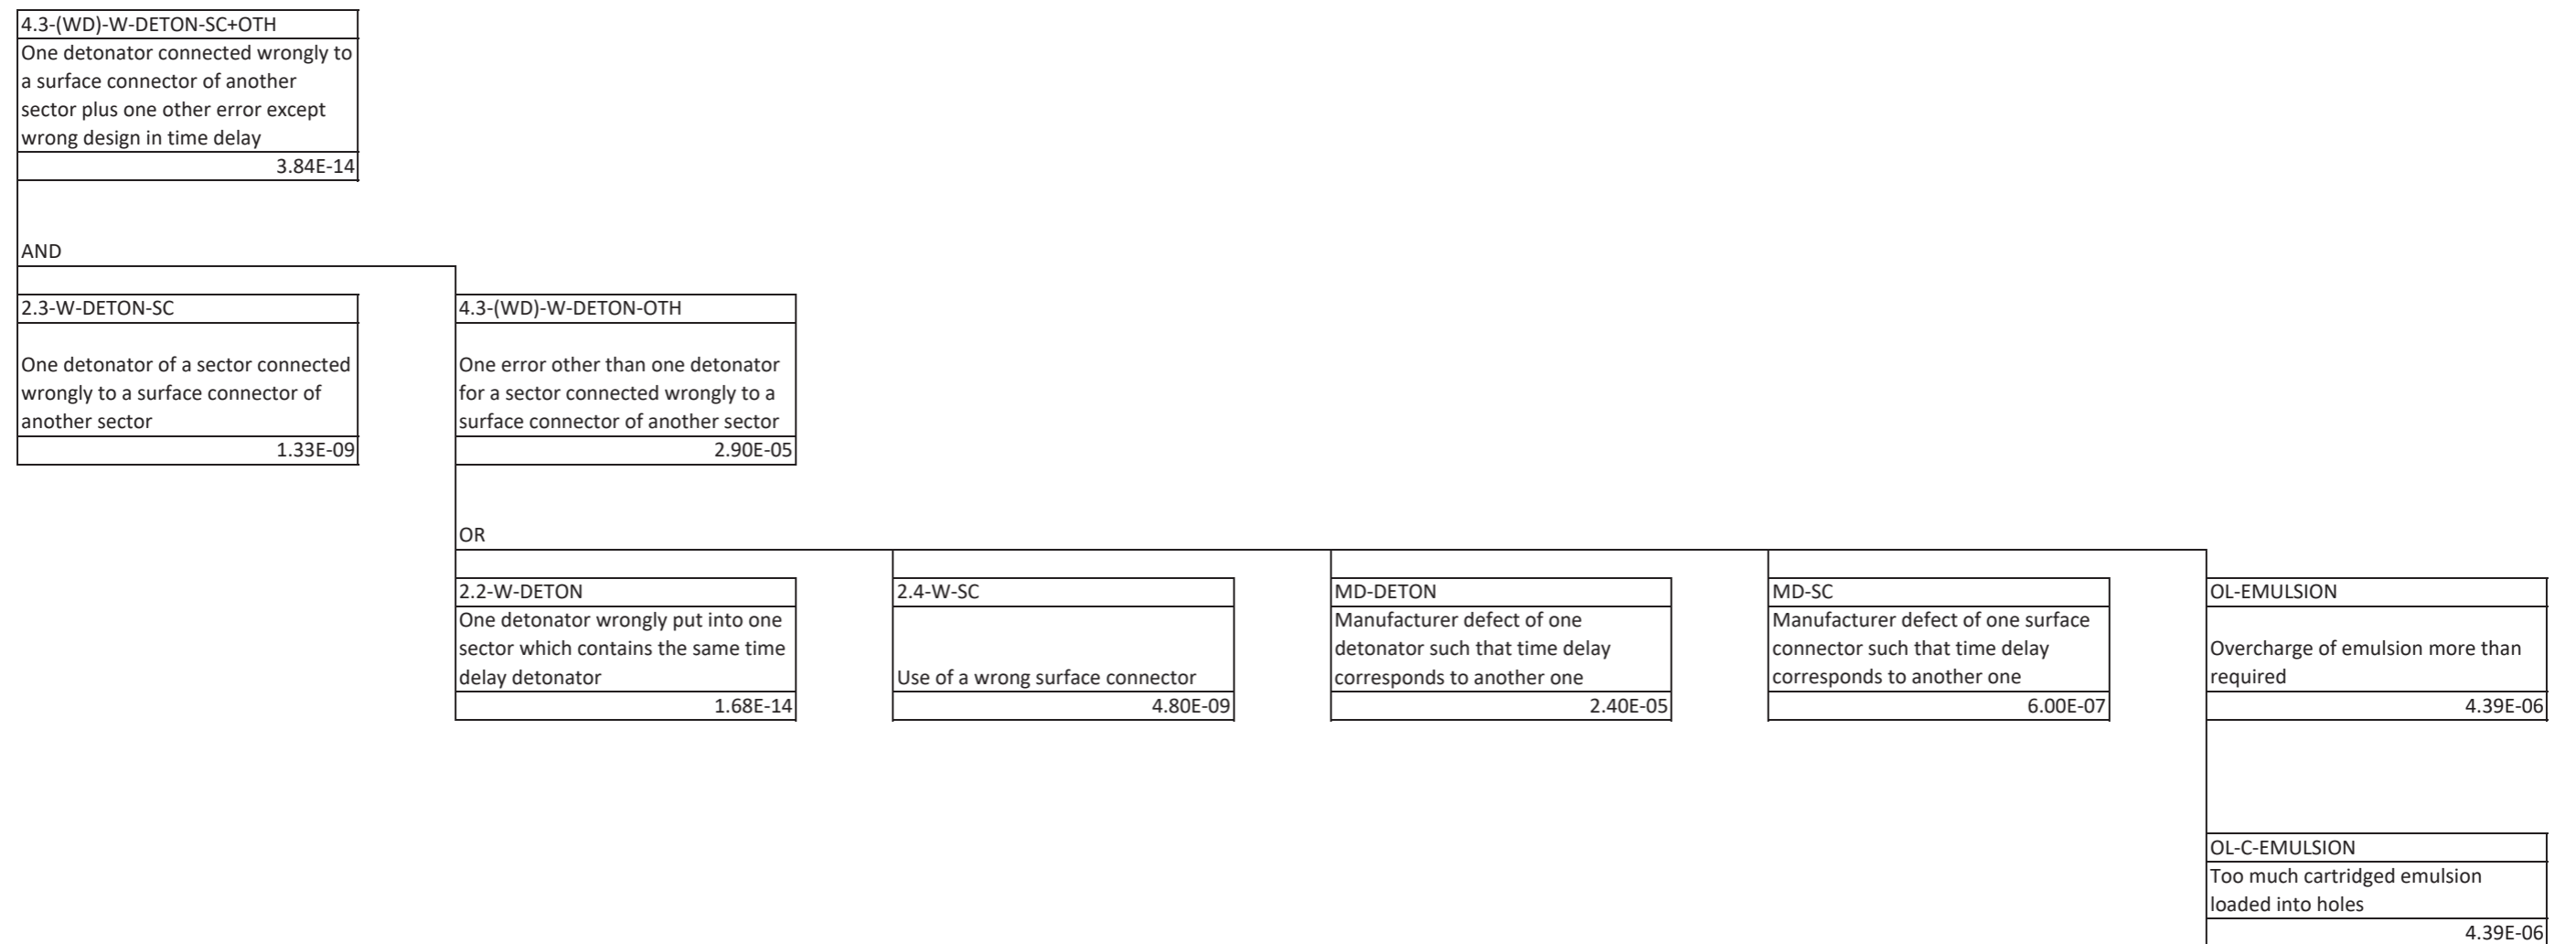 4.3-(WD)-W-DETON-SC+OTH
One detonator connected wrongly to
a surface connector of another
sector plus one other error except
wrong design in time delay
3.84E-14
AND
2.3-W-DETON-SC
One detonator of a sector connected
wrongly to a surface connector of
another sector
1.33E-09
4.3-(WD)-W-DETON-OTH
One error other than one detonator
for a sector connected wrongly to a
surface connector of another sector
2.90E-05
OR
2.2-W-DETON
One detonator wrongly put into one
sector which contains the same time
delay detonator
1.68E-14
2.4-W-SC
Use of a wrong surface connector
4.80E-09
MD-DETON
Manufacturer defect of one
detonator such that time delay
corresponds to another one
2.40E-05
MD-SC
Manufacturer defect of one surface
connector such that time delay
corresponds to another one
6.00E-07
OL-EMULSION
Overcharge of emulsion more than
required
4.39E-06
OL-C-EMULSION
Too much cartridged emulsion
loaded into holes
4.39E-06